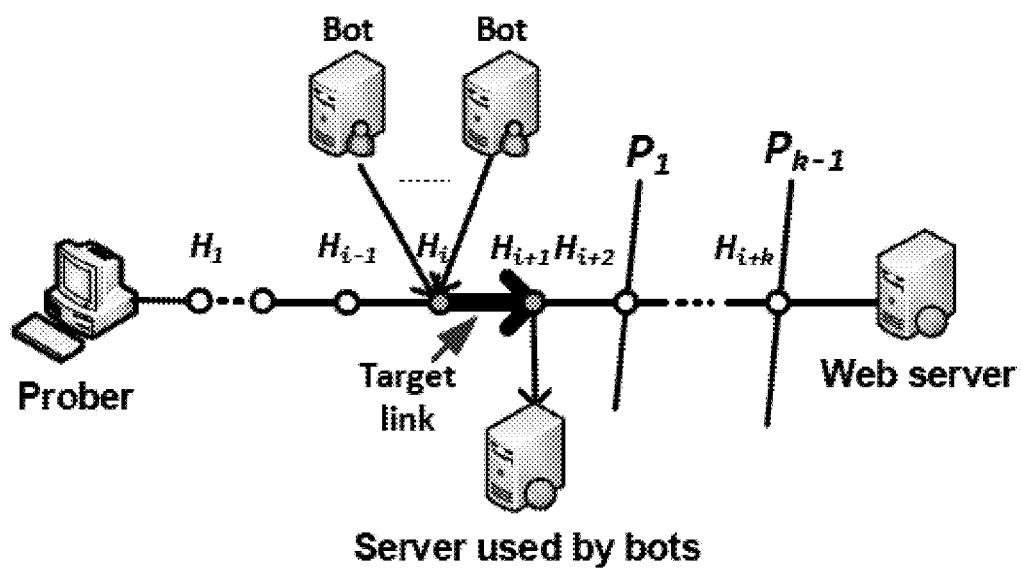 Bot Bot
P₁ Pₖ₋₁
H₁ Hᵢ₋₁ Hᵢ Hᵢ₊₁ Hᵢ₊₂ Hᵢ₊ₖ
Target
link
Prober
Web server
Server used by bots